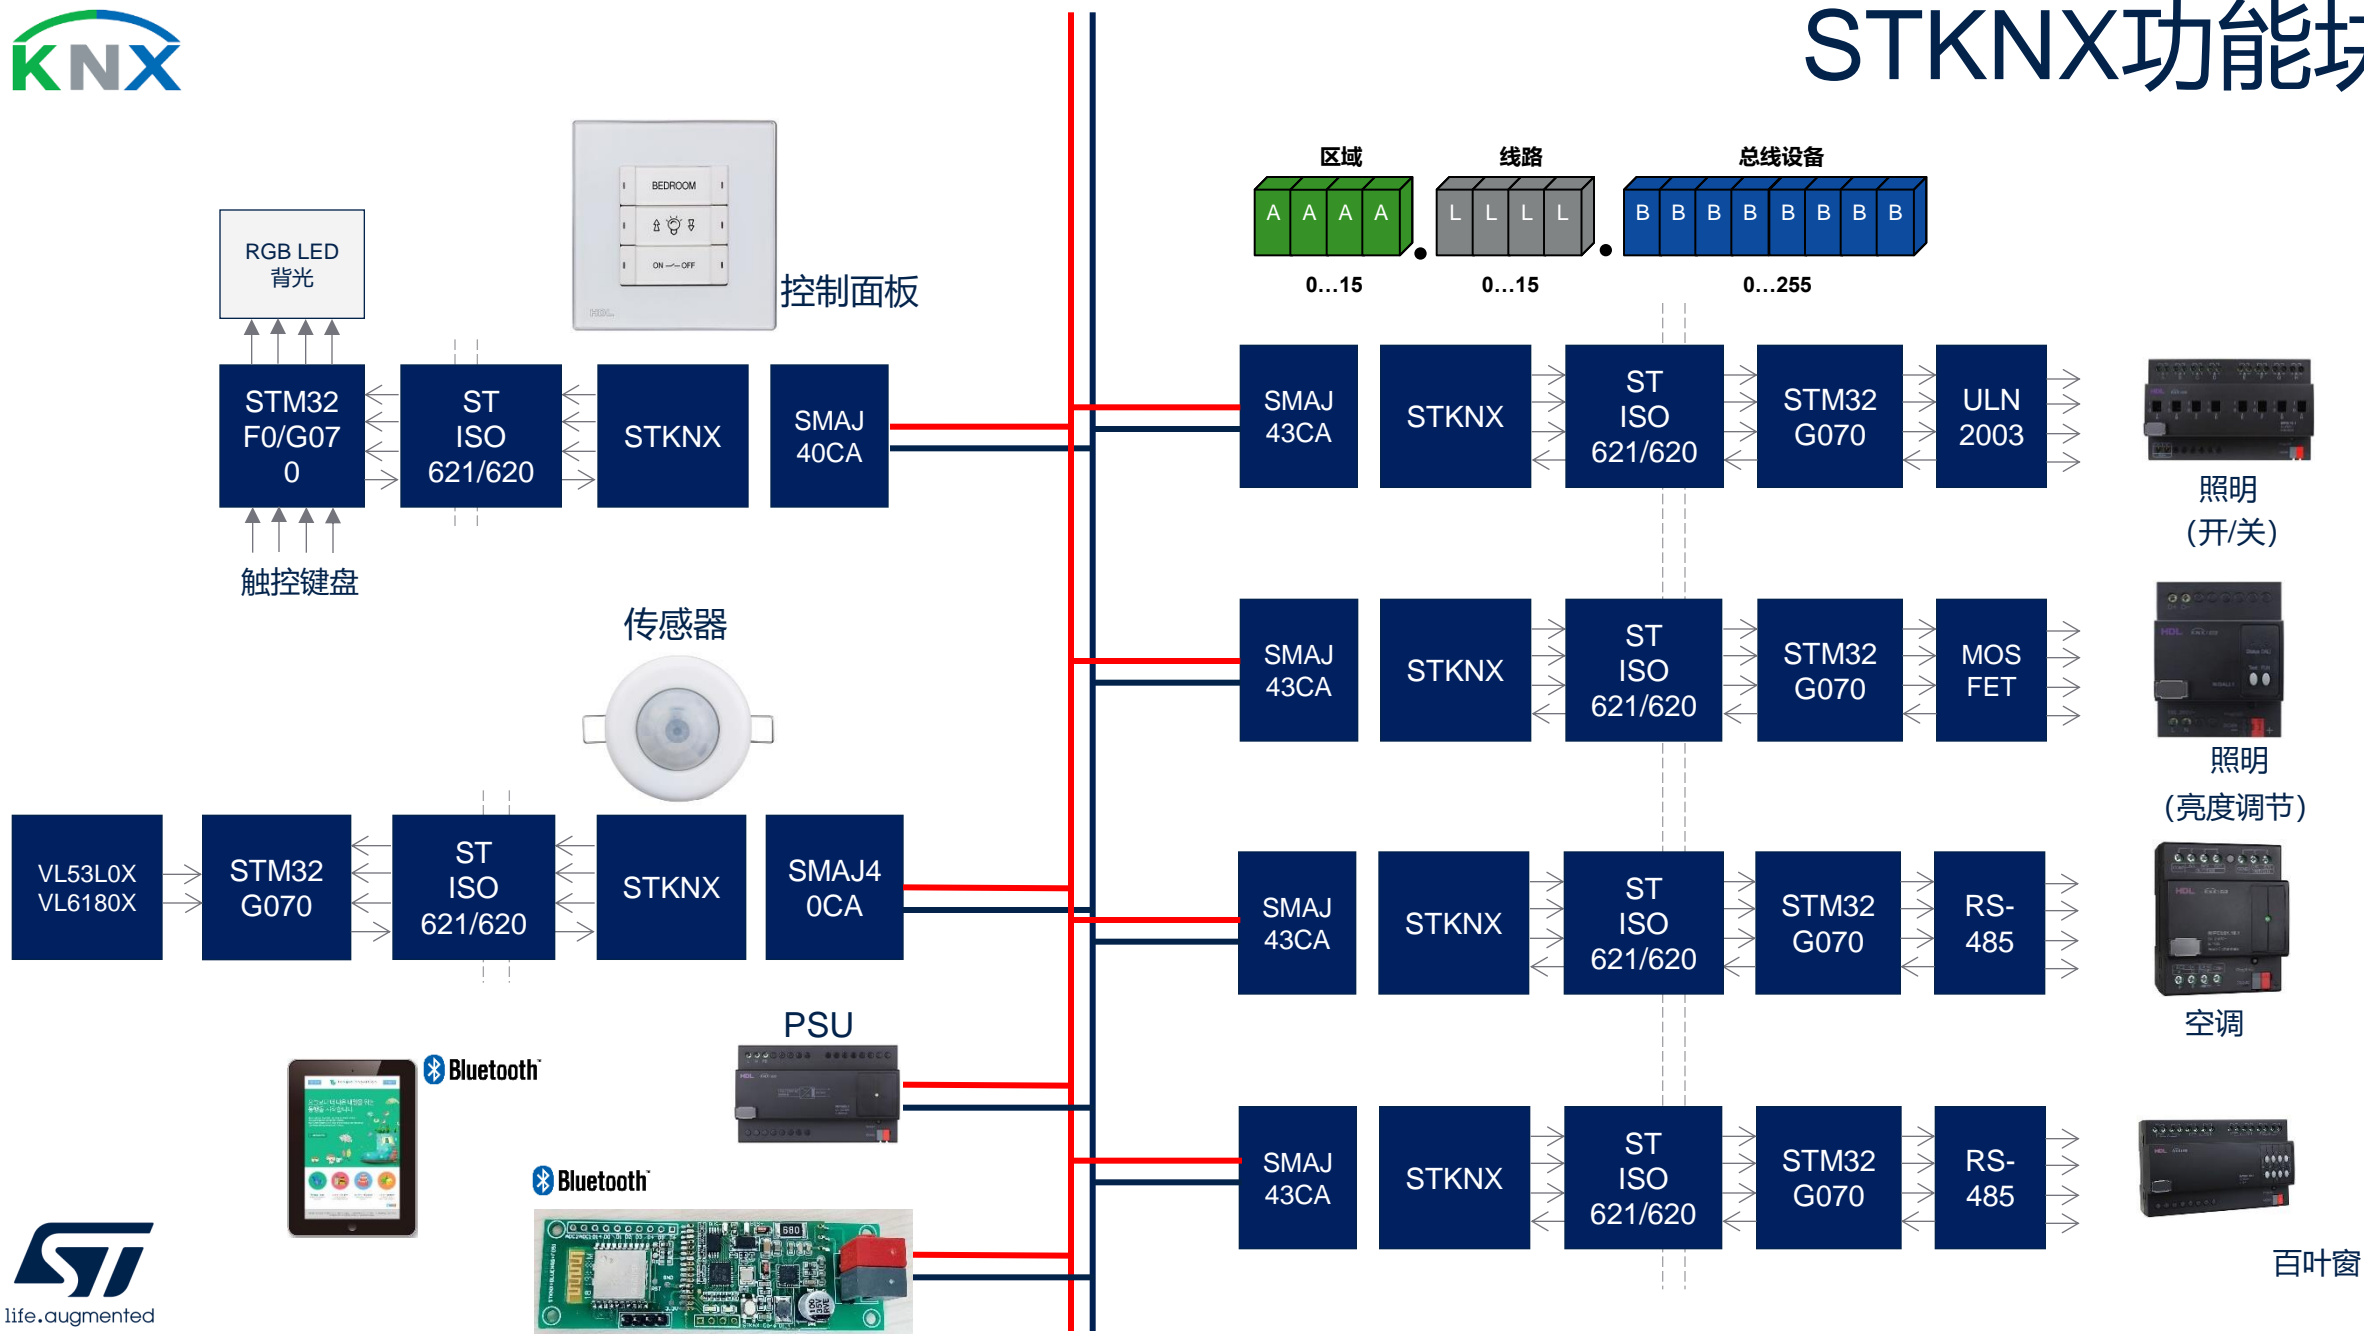 KNX
STKNX功能块
BEDROOM
ON OFF
HDL
控制面板
RGB LED
背光
STM32
F0/G07
0
ST
ISO
621/620
STKNX
SMAJ
40CA
触控键盘
区域
线路
总线设备
A A A A
L L L L
B B B B B B B B
0…15
0…15
0…255
SMAJ
43CA
STKNX
ST
ISO
621/620
STM32
G070
ULN
2003
照明
（开/关）
传感器
SMAJ
43CA
STKNX
ST
ISO
621/620
STM32
G070
MOS
FET
HDL
照明
（亮度调节）
VL53L0X
VL6180X
STM32
G070
ST
ISO
621/620
STKNX
SMAJ4
0CA
SMAJ
43CA
STKNX
ST
ISO
621/620
STM32
G070
RS-
485
HDL
空调
PSU
Bluetooth
Bluetooth
680
SMAJ
43CA
STKNX
ST
ISO
621/620
STM32
G070
RS-
485
百叶窗
ST
life.augmented